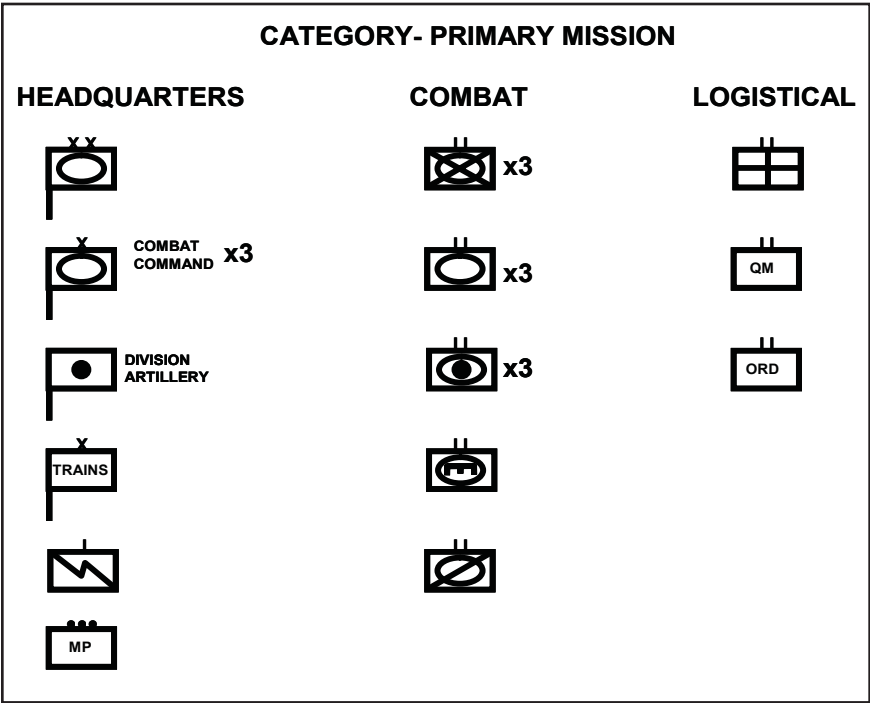 CATEGORY- PRIMARY MISSION
HEADQUARTERS
COMBAT
LOGISTICAL
X X
I I
x3
I I
X
COMBAT
COMMAND
x3
I I
x3
I I
QM
DIVISION
ARTILLERY
I I
x3
I I
ORD
X
TRAINS
I I
I
I I
MP